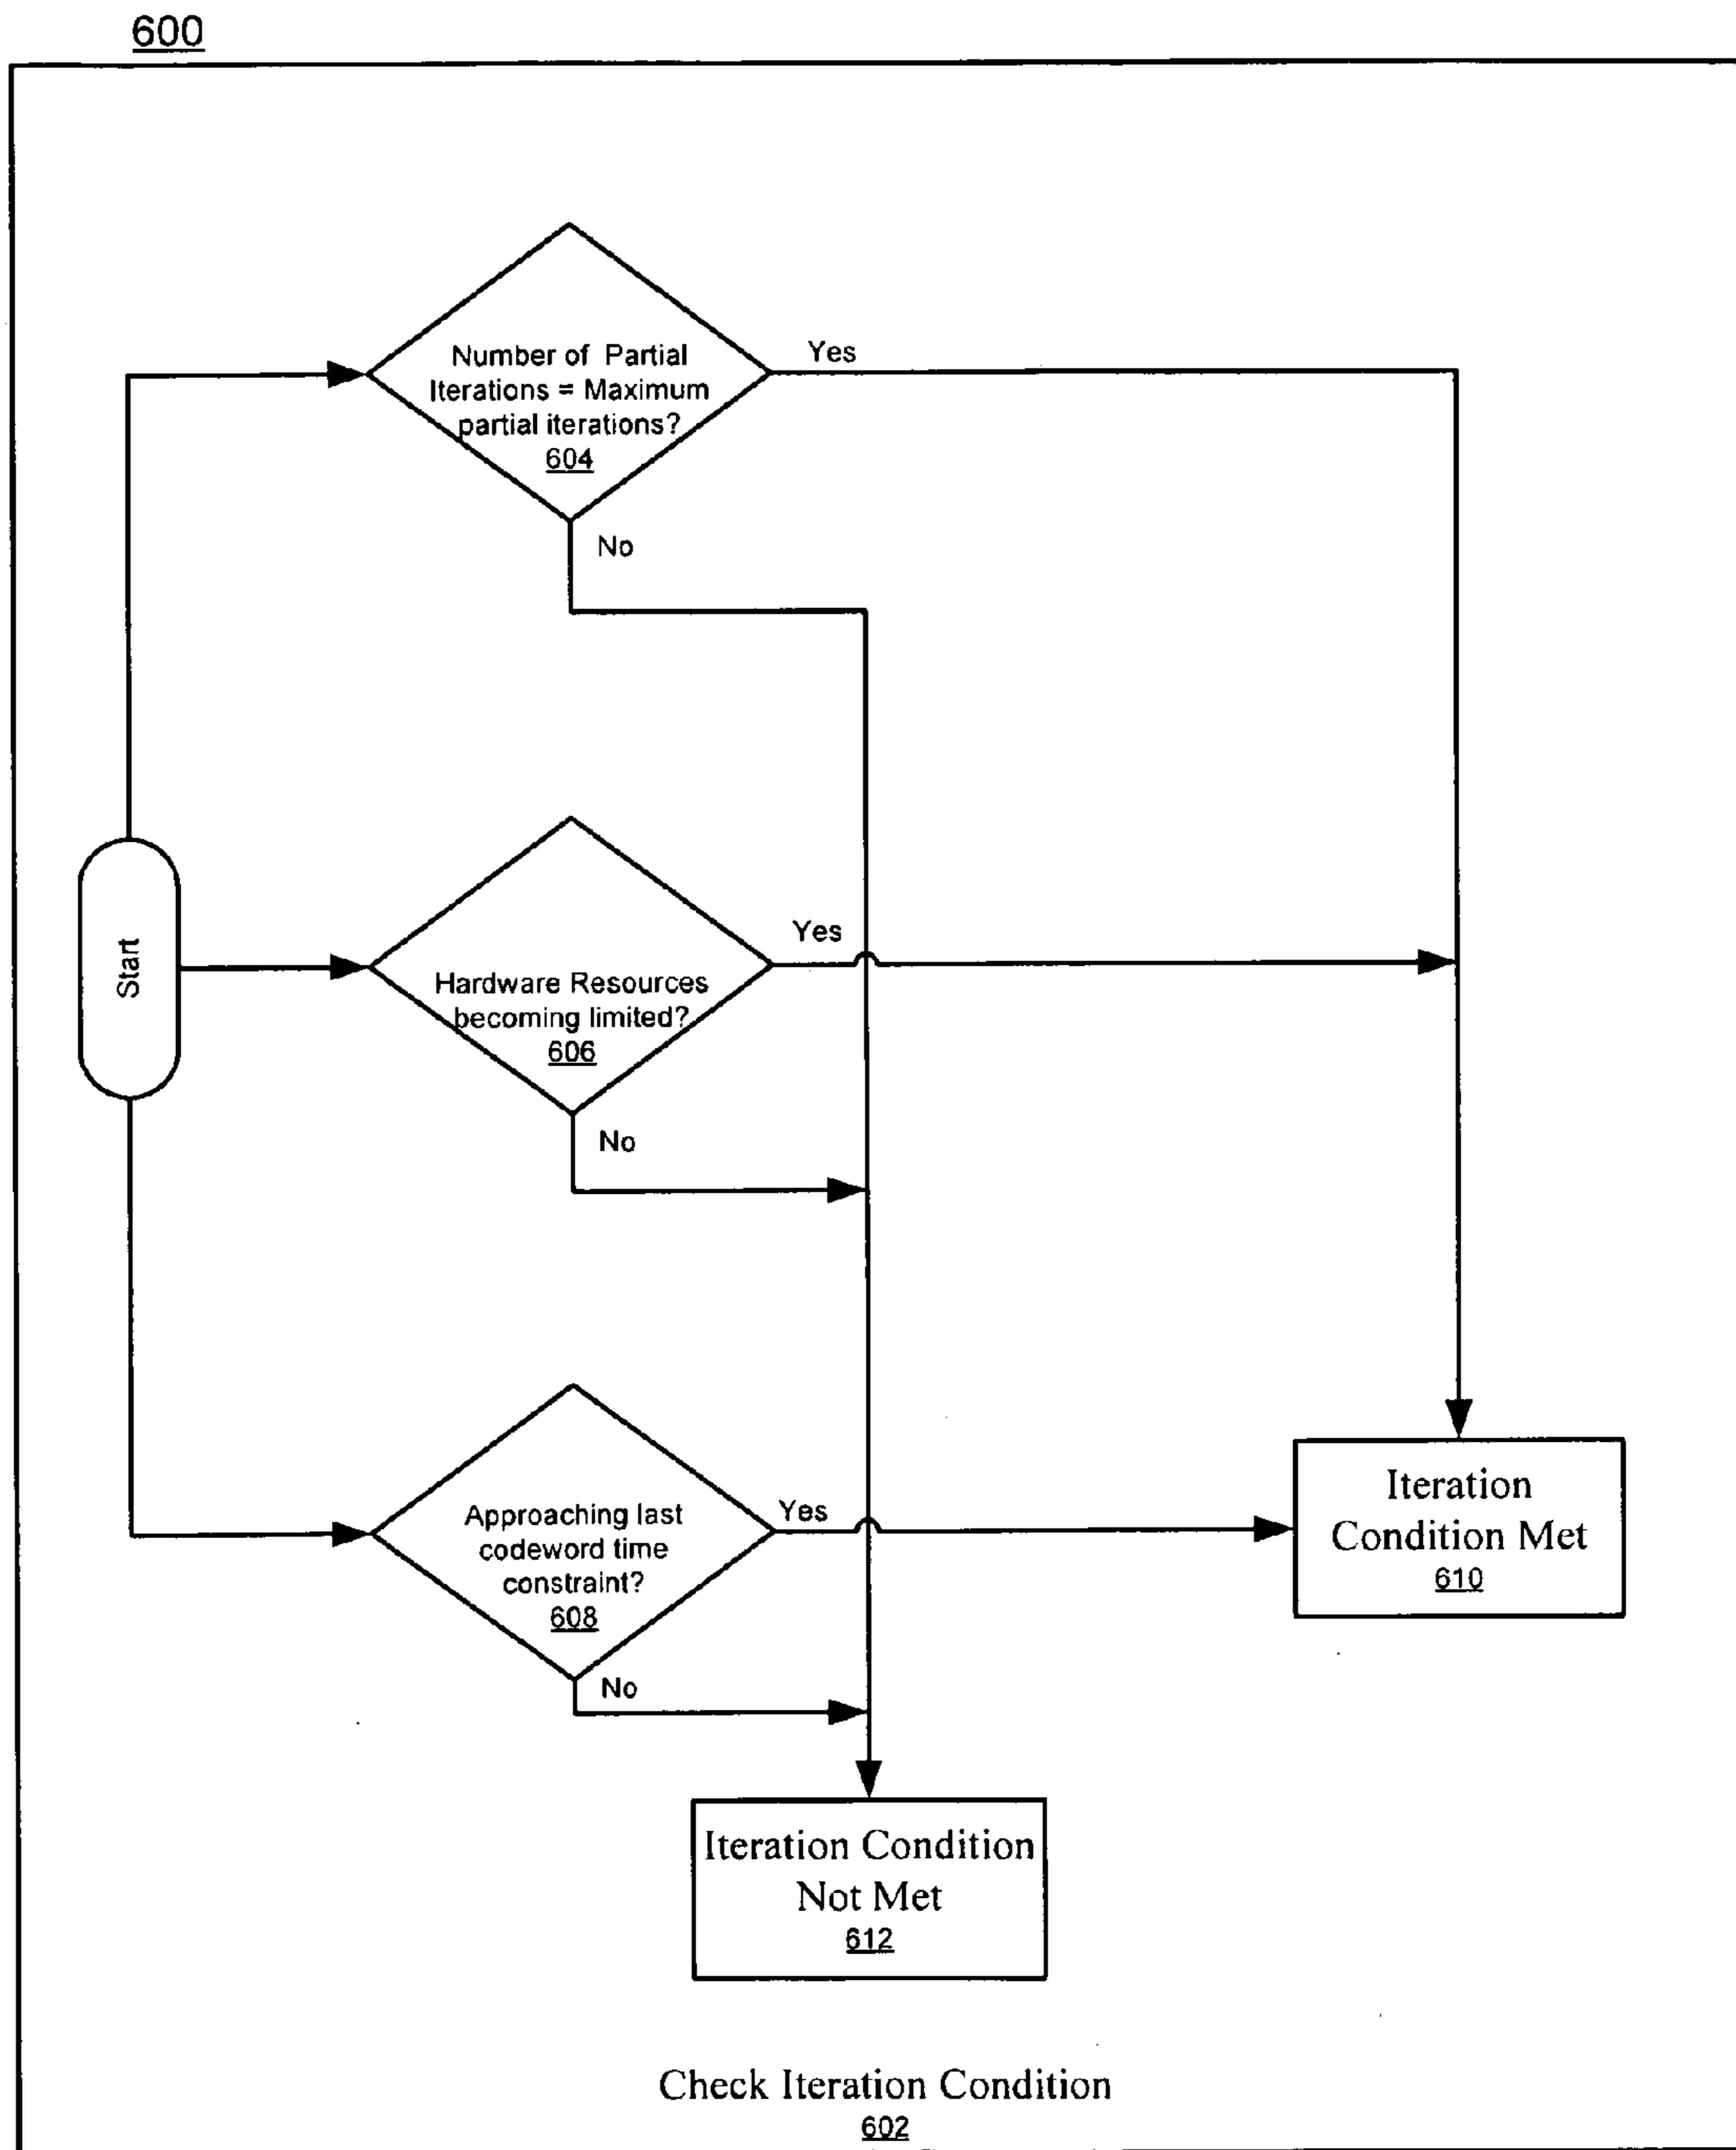 600
Number of Partial
Iterations = Maximum
partial iterations?
604
Yes
No
Start
Hardware Resources
becoming limited?
606
Yes
No
Approaching last
codeword time
constraint?
608
Yes
No
Iteration
Condition Met
610
Iteration Condition
Not Met
612
Check Iteration Condition
602